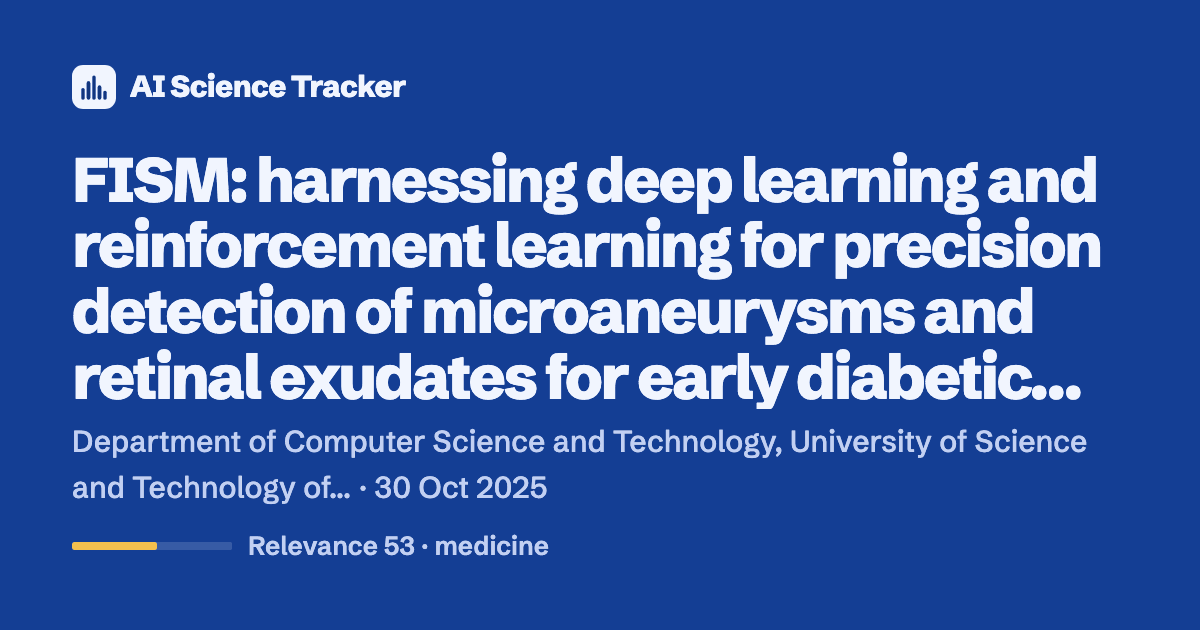 AI Science Tracker
FISM: harnessing deep learning and
reinforcement learning for precision
detection of microaneurysms and
retinal exudates for early diabetic...
Department of Computer Science and Technology, University of Science
and Technology of... · 30 Oct 2025
Relevance 53 · medicine